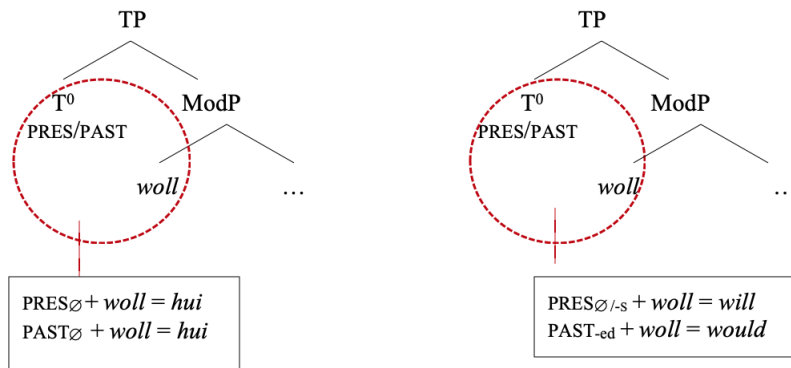 TP
T⁰ ModP
PRES/PAST
woll …
PRES∅ + woll = hui
PAST∅ + woll = hui
TP
T⁰ ModP
PRES/PAST
woll ..
PRES∅/-s + woll = will
PAST-ed + woll = would